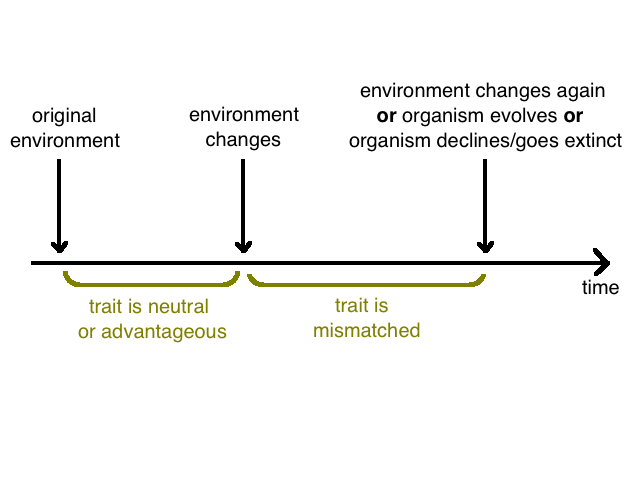 original
environment
environment
changes
environment changes again
or organism evolves or
organism declines/goes extinct
time
trait is neutral
or advantageous
trait is
mismatched